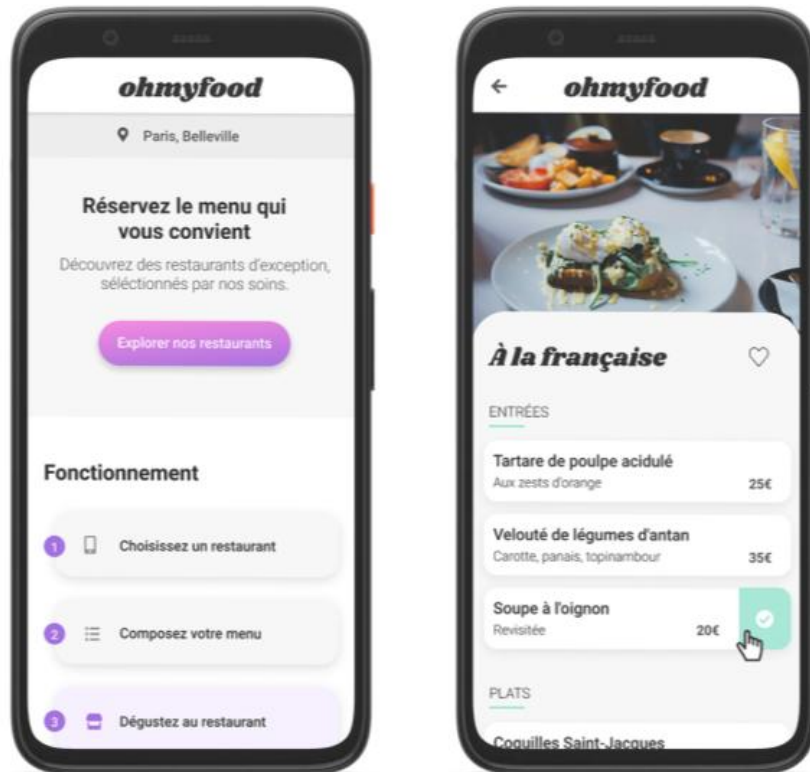 ohmyfood
Paris, Belleville
Réservez le menu qui
vous convient
Découvrez des restaurants d'exception,
séléctionnés par nos soins.
Explorer nos restaurants
Fonctionnement
1 Choisissez un restaurant
2 Composez votre menu
3 Dégustez au restaurant
ohmyfood
À la française
ENTRÉES
Tartare de poulpe acidulé
Aux zests d'orange 25€
Velouté de légumes d'antan
Carotte, panais, topinambour 35€
Soupe à l'oignon
Revisitée 20€
PLATS
Coquilles Saint-Jacques